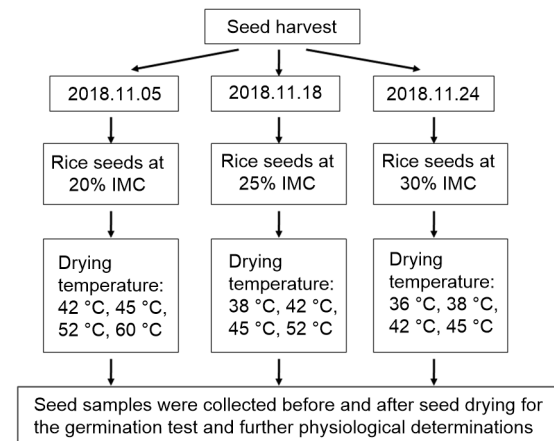 Seed harvest
2018.11.05
2018.11.18
2018.11.24
Rice seeds at
20% IMC
Rice seeds at
25% IMC
Rice seeds at
30% IMC
Drying
temperature:
42 °C, 45 °C,
52 °C, 60 °C
Drying
temperature:
38 °C, 42 °C,
45 °C, 52 °C
Drying
temperature:
36 °C, 38 °C,
42 °C, 45 °C
Seed samples were collected before and after seed drying for
the germination test and further physiological determinations